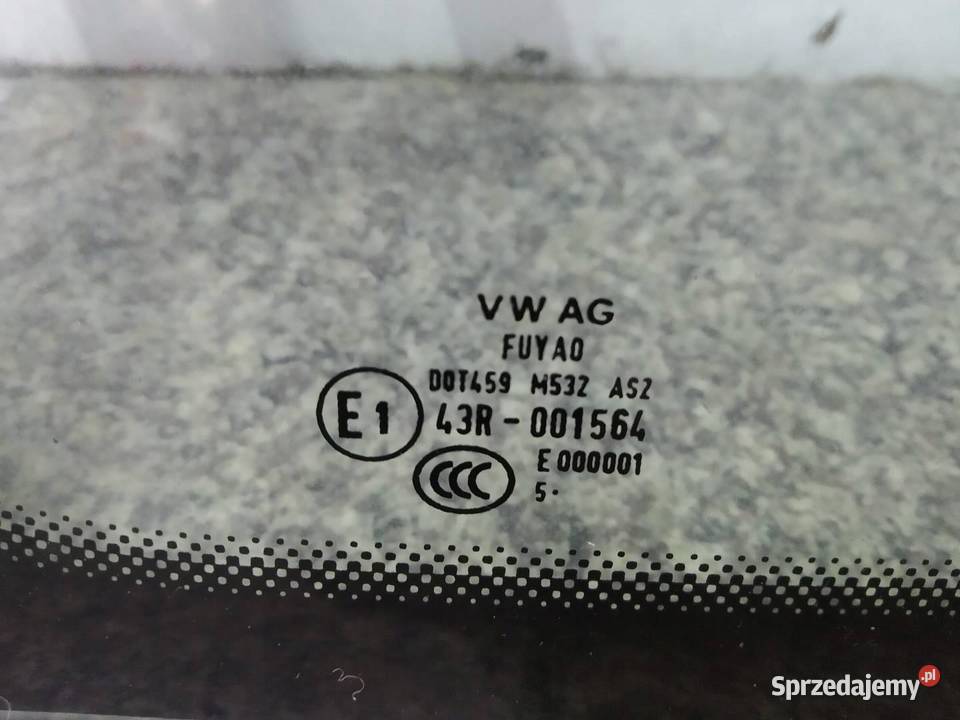 VW AG
FUYAO
DOT459 M532 AS2
E1 43R-001564
CCC E000001
5·
Sprzedajemy.pl